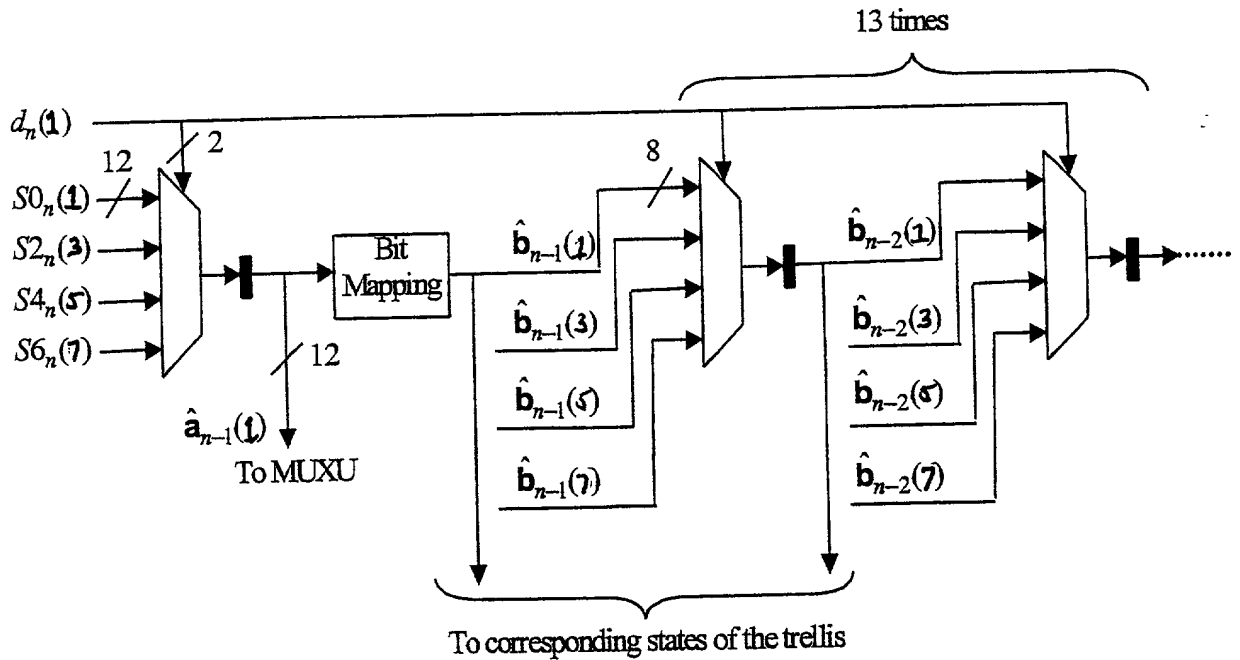 13 times
d_n(1)
2
12
8
S0_n(1)
S2_n(3)
S4_n(5)
S6_n(7)
Bit
Mapping
b̂_{n-1}(1)
b̂_{n-1}(3)
b̂_{n-1}(5)
b̂_{n-1}(7)
b̂_{n-2}(1)
b̂_{n-2}(3)
b̂_{n-2}(5)
b̂_{n-2}(7)
12
â_{n-1}(1)
To MUXU
To corresponding states of the trellis